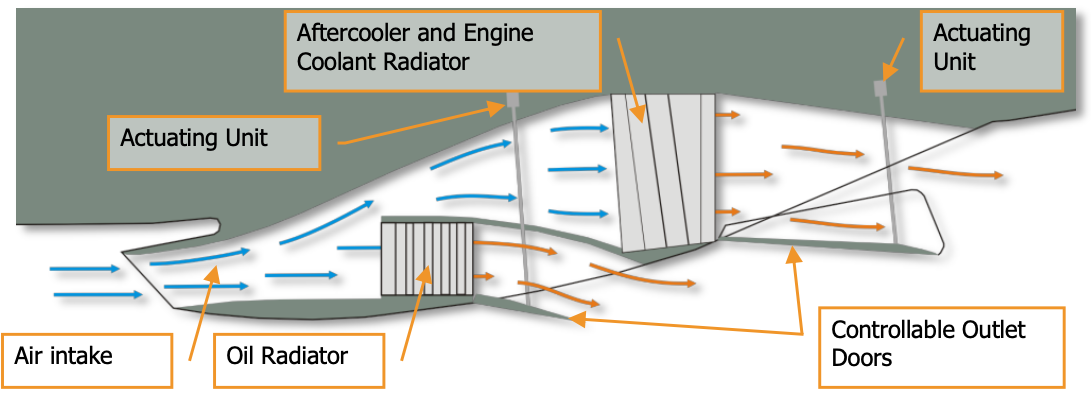 Aftercooler and Engine
Coolant Radiator
Actuating
Unit
Actuating Unit
Air intake
Oil Radiator
Controllable Outlet
Doors